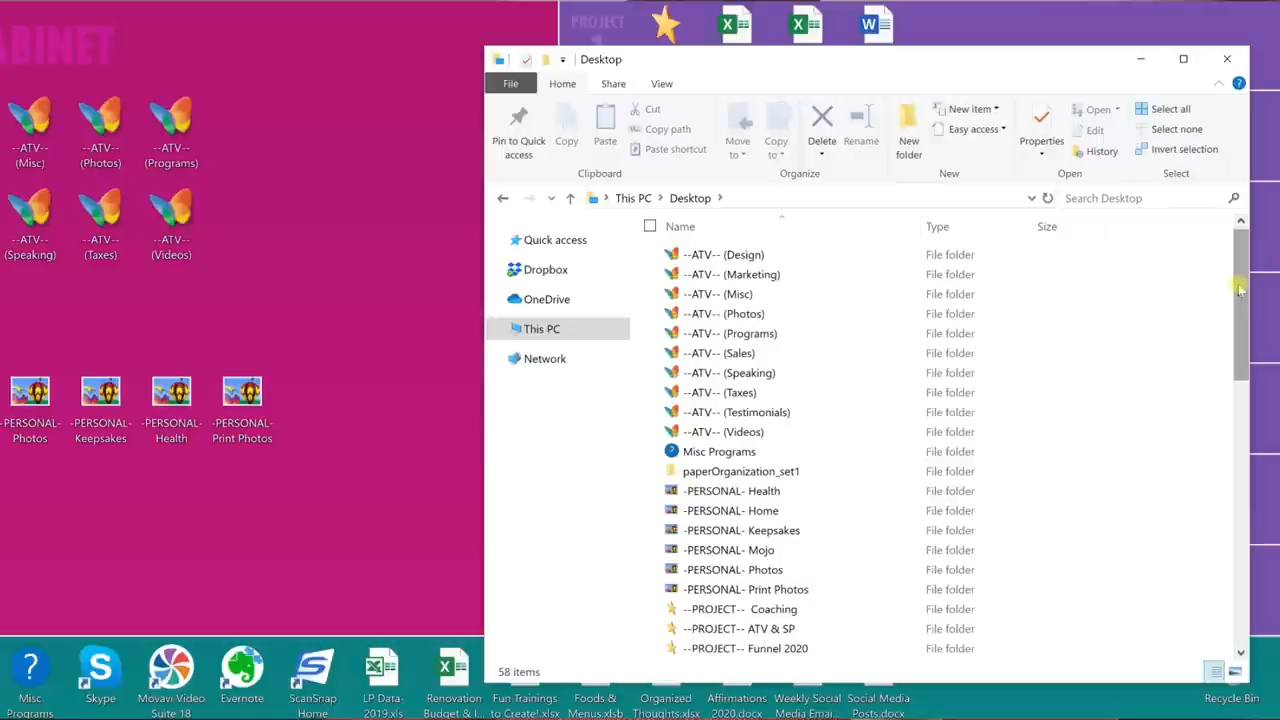 ABINET
PROJECT
--ATV--
(Misc)
--ATV--
(Photos)
--ATV--
(Programs)
--ATV--
(Speaking)
--ATV--
(Taxes)
--ATV--
(Videos)
-PERSONAL-
Photos
-PERSONAL-
Keepsakes
-PERSONAL-
Health
-PERSONAL-
Print Photos
Desktop
File
Home
Share
View
Pin to Quick
access
Copy
Paste
Cut
Copy path
Paste shortcut
Clipboard
Move
to
Copy
to
Delete
Rename
Organize
New
folder
New item
Easy access
New
Properties
Open
Edit
History
Open
Select all
Select none
Invert selection
Select
This PC > Desktop >
Search Desktop
Quick access
Dropbox
OneDrive
This PC
Network
Name Type Size
--ATV-- (Design) File folder
--ATV-- (Marketing) File folder
--ATV-- (Misc) File folder
--ATV-- (Photos) File folder
--ATV-- (Programs) File folder
--ATV-- (Sales) File folder
--ATV-- (Speaking) File folder
--ATV-- (Taxes) File folder
--ATV-- (Testimonials) File folder
--ATV-- (Videos) File folder
Misc Programs File folder
paperOrganization_set1 File folder
-PERSONAL- Health File folder
-PERSONAL- Home File folder
-PERSONAL- Keepsakes File folder
-PERSONAL- Mojo File folder
-PERSONAL- Photos File folder
-PERSONAL- Print Photos File folder
--PROJECT-- Coaching File folder
--PROJECT-- ATV & SP File folder
--PROJECT-- Funnel 2020 File folder
58 items
Misc
Programs
Skype
Movavi Video
Suite 18
Evernote
ScanSnap
Home
LP-Data-
2019.xls
Renovation
Budget & I...
Fun Trainings
to Create!.xlsx
Foods &
Menus.xlsb
Organized
Thoughts.xlsx
Affirmations
2020.docx
Weekly Social
Media Emai...
Social Media
Posts.docx
Recycle Bin